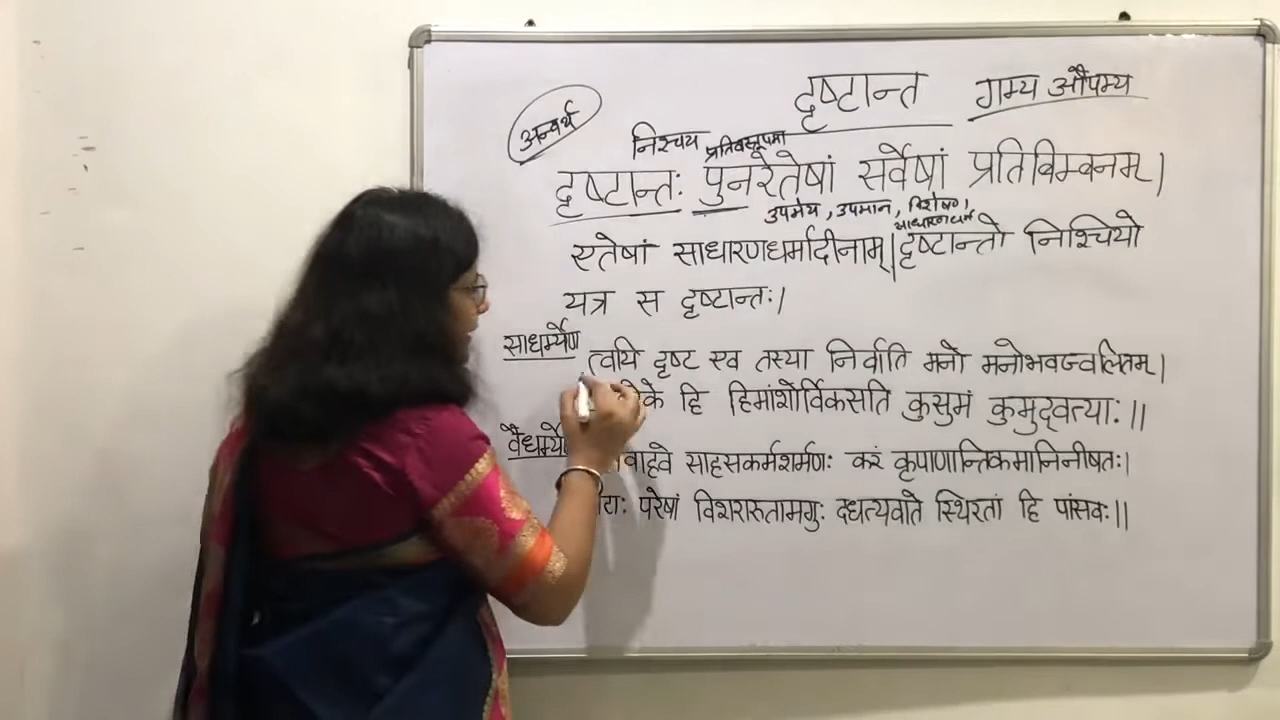 दृष्टान्त गम्य औपम्य
अन्वर्थ
निश्चय प्रतिवस्तूपमा
दृष्टान्तः पुनरेतेषां सर्वेषां प्रतिबिम्बनम्।
उपमेय, उपमान, विशेषण,
साधारणधर्म
एतेषां साधारणधर्मादीनाम्। दृष्टान्तो निश्चियो
यत्र स दृष्टान्तः।
साधर्म्येण
त्वयि दृष्ट एव तस्या निर्वाति मनो मनोभवज्वलितम्।
हि हिमांशोर्विकसति कुसुमं कुमुद्वत्याः॥
साहसकर्मशर्मणः करं कृपाणान्तिकमानिनीषतः।
परेषां विशरारुतामगुः दधत्यवाते स्थिरतां हि पांसवः॥